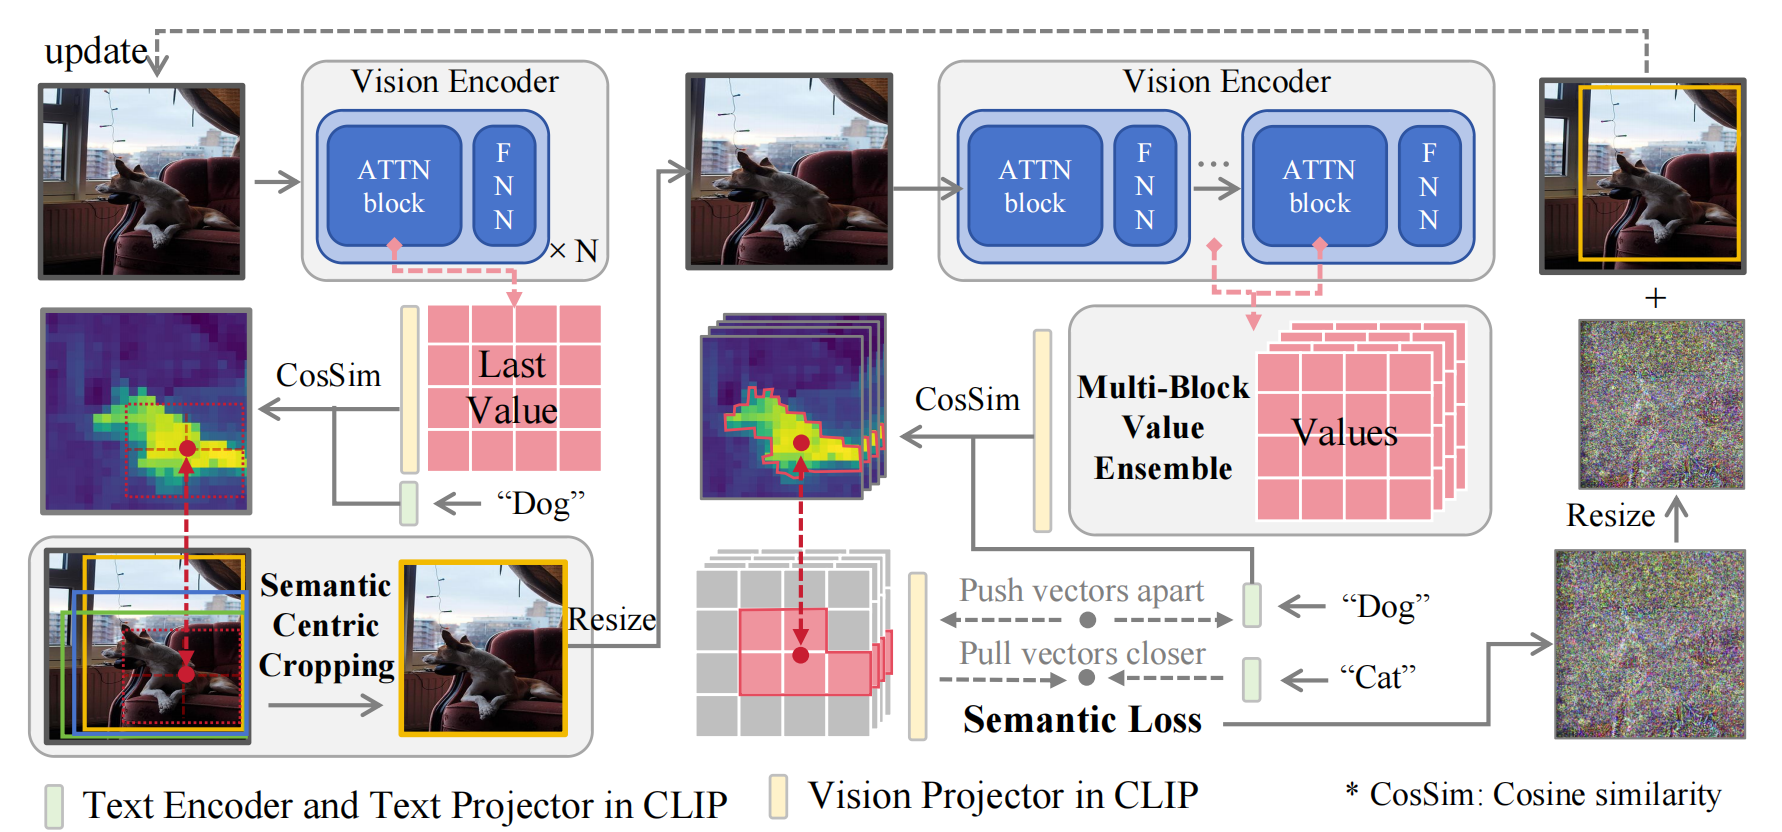 update
Vision Encoder
ATTN
block
F
N
N
× N
Vision Encoder
ATTN
block
F
N
N
...
ATTN
block
F
N
N
+
Last
Value
CosSim
“Dog”
CosSim
Multi-Block
Value
Ensemble
Values
Resize
Semantic
Centric
Cropping
Resize
Push vectors apart
“Dog”
Pull vectors closer
“Cat”
Semantic Loss
Text Encoder and Text Projector in CLIP
Vision Projector in CLIP
* CosSim: Cosine similarity